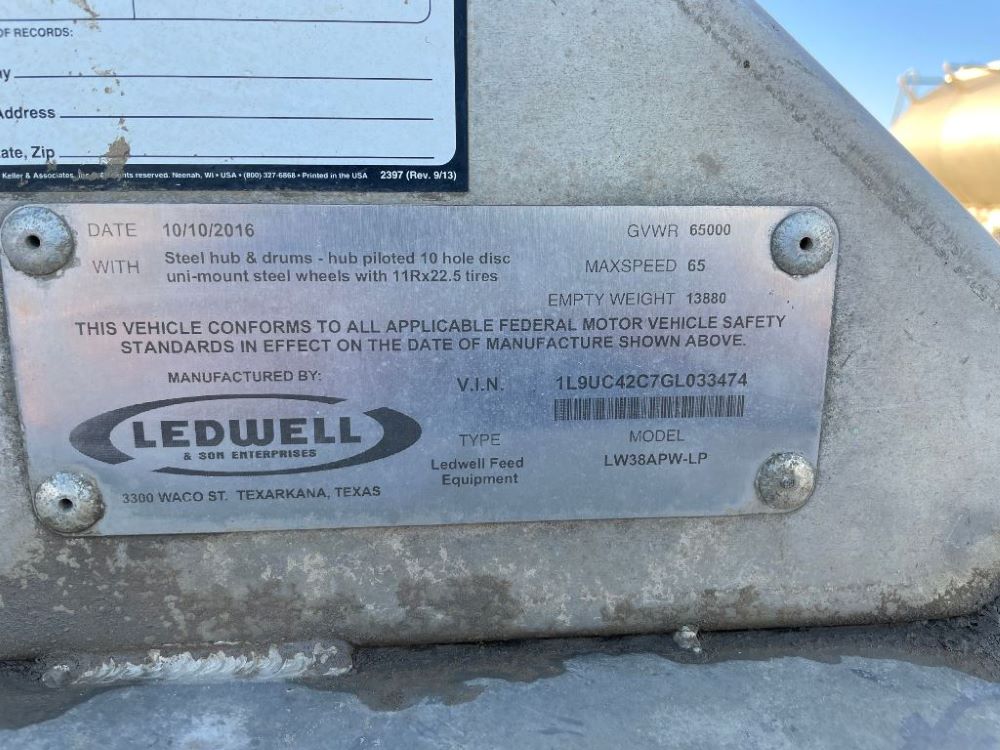 OF RECORDS:
Address
ate, Zip
Keller & Associates, Inc. rights reserved. Neenah, WI • USA • (800) 327-6868 • Printed in the USA 2397 (Rev. 9/13)
DATE 10/10/2016 GVWR 65000
WITH Steel hub & drums - hub piloted 10 hole disc
uni-mount steel wheels with 11Rx22.5 tires
MAXSPEED 65
EMPTY WEIGHT 13880
THIS VEHICLE CONFORMS TO ALL APPLICABLE FEDERAL MOTOR VEHICLE SAFETY
STANDARDS IN EFFECT ON THE DATE OF MANUFACTURE SHOWN ABOVE.
MANUFACTURED BY:
LEDWELL
& SON ENTERPRISES
3300 WACO ST. TEXARKANA, TEXAS
V.I.N. 1L9UC42C7GL033474
TYPE
Ledwell Feed
Equipment
MODEL
LW38APW-LP